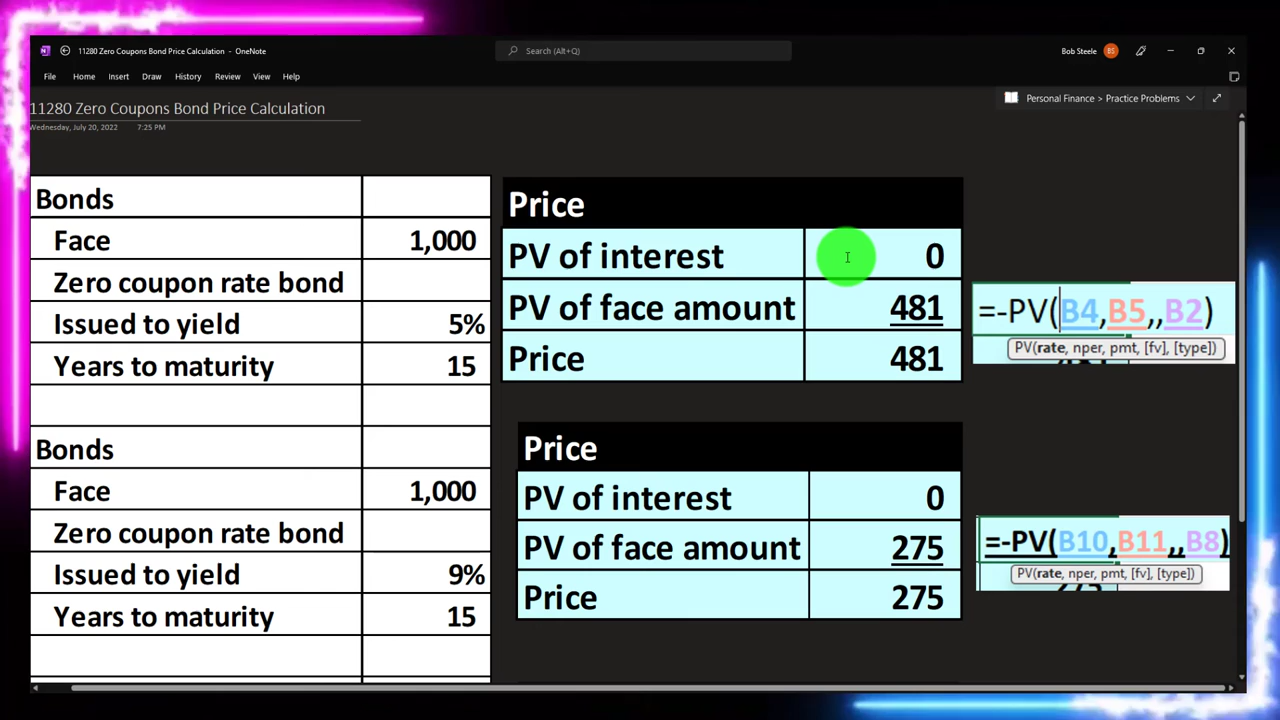 11280 Zero Coupons Bond Price Calculation - OneNote
Search (Alt+Q)
Bob Steele
BS
File Home Insert Draw History Review View Help
11280 Zero Coupons Bond Price Calculation
Wednesday, July 20, 2022 7:25 PM
Personal Finance > Practice Problems
Bonds
Face 1,000
Zero coupon rate bond
Issued to yield 5%
Years to maturity 15
Bonds
Face 1,000
Zero coupon rate bond
Issued to yield 9%
Years to maturity 15
Price
PV of interest 0
PV of face amount 481
Price 481
=-PV(B4,B5,,B2)
PV(rate, nper, pmt, [fv], [type])
Price
PV of interest 0
PV of face amount 275
Price 275
=-PV(B10,B11,,B8)
PV(rate, nper, pmt, [fv], [type])